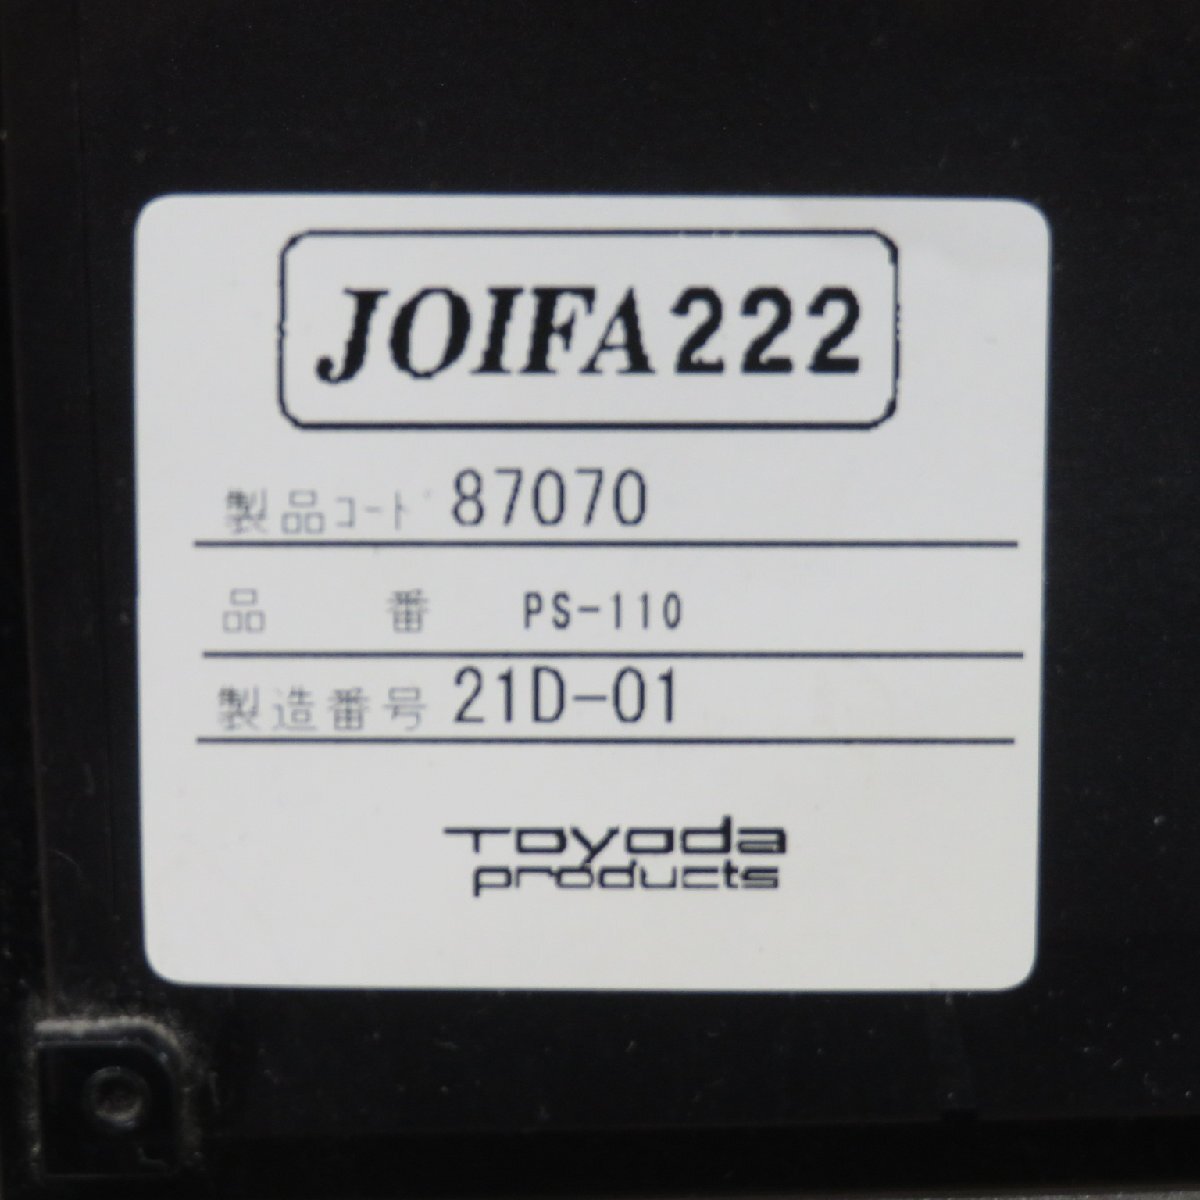 JOIFA222
製品コード 87070
品 番 PS-110
製造番号 21D-01
Toyoda
products